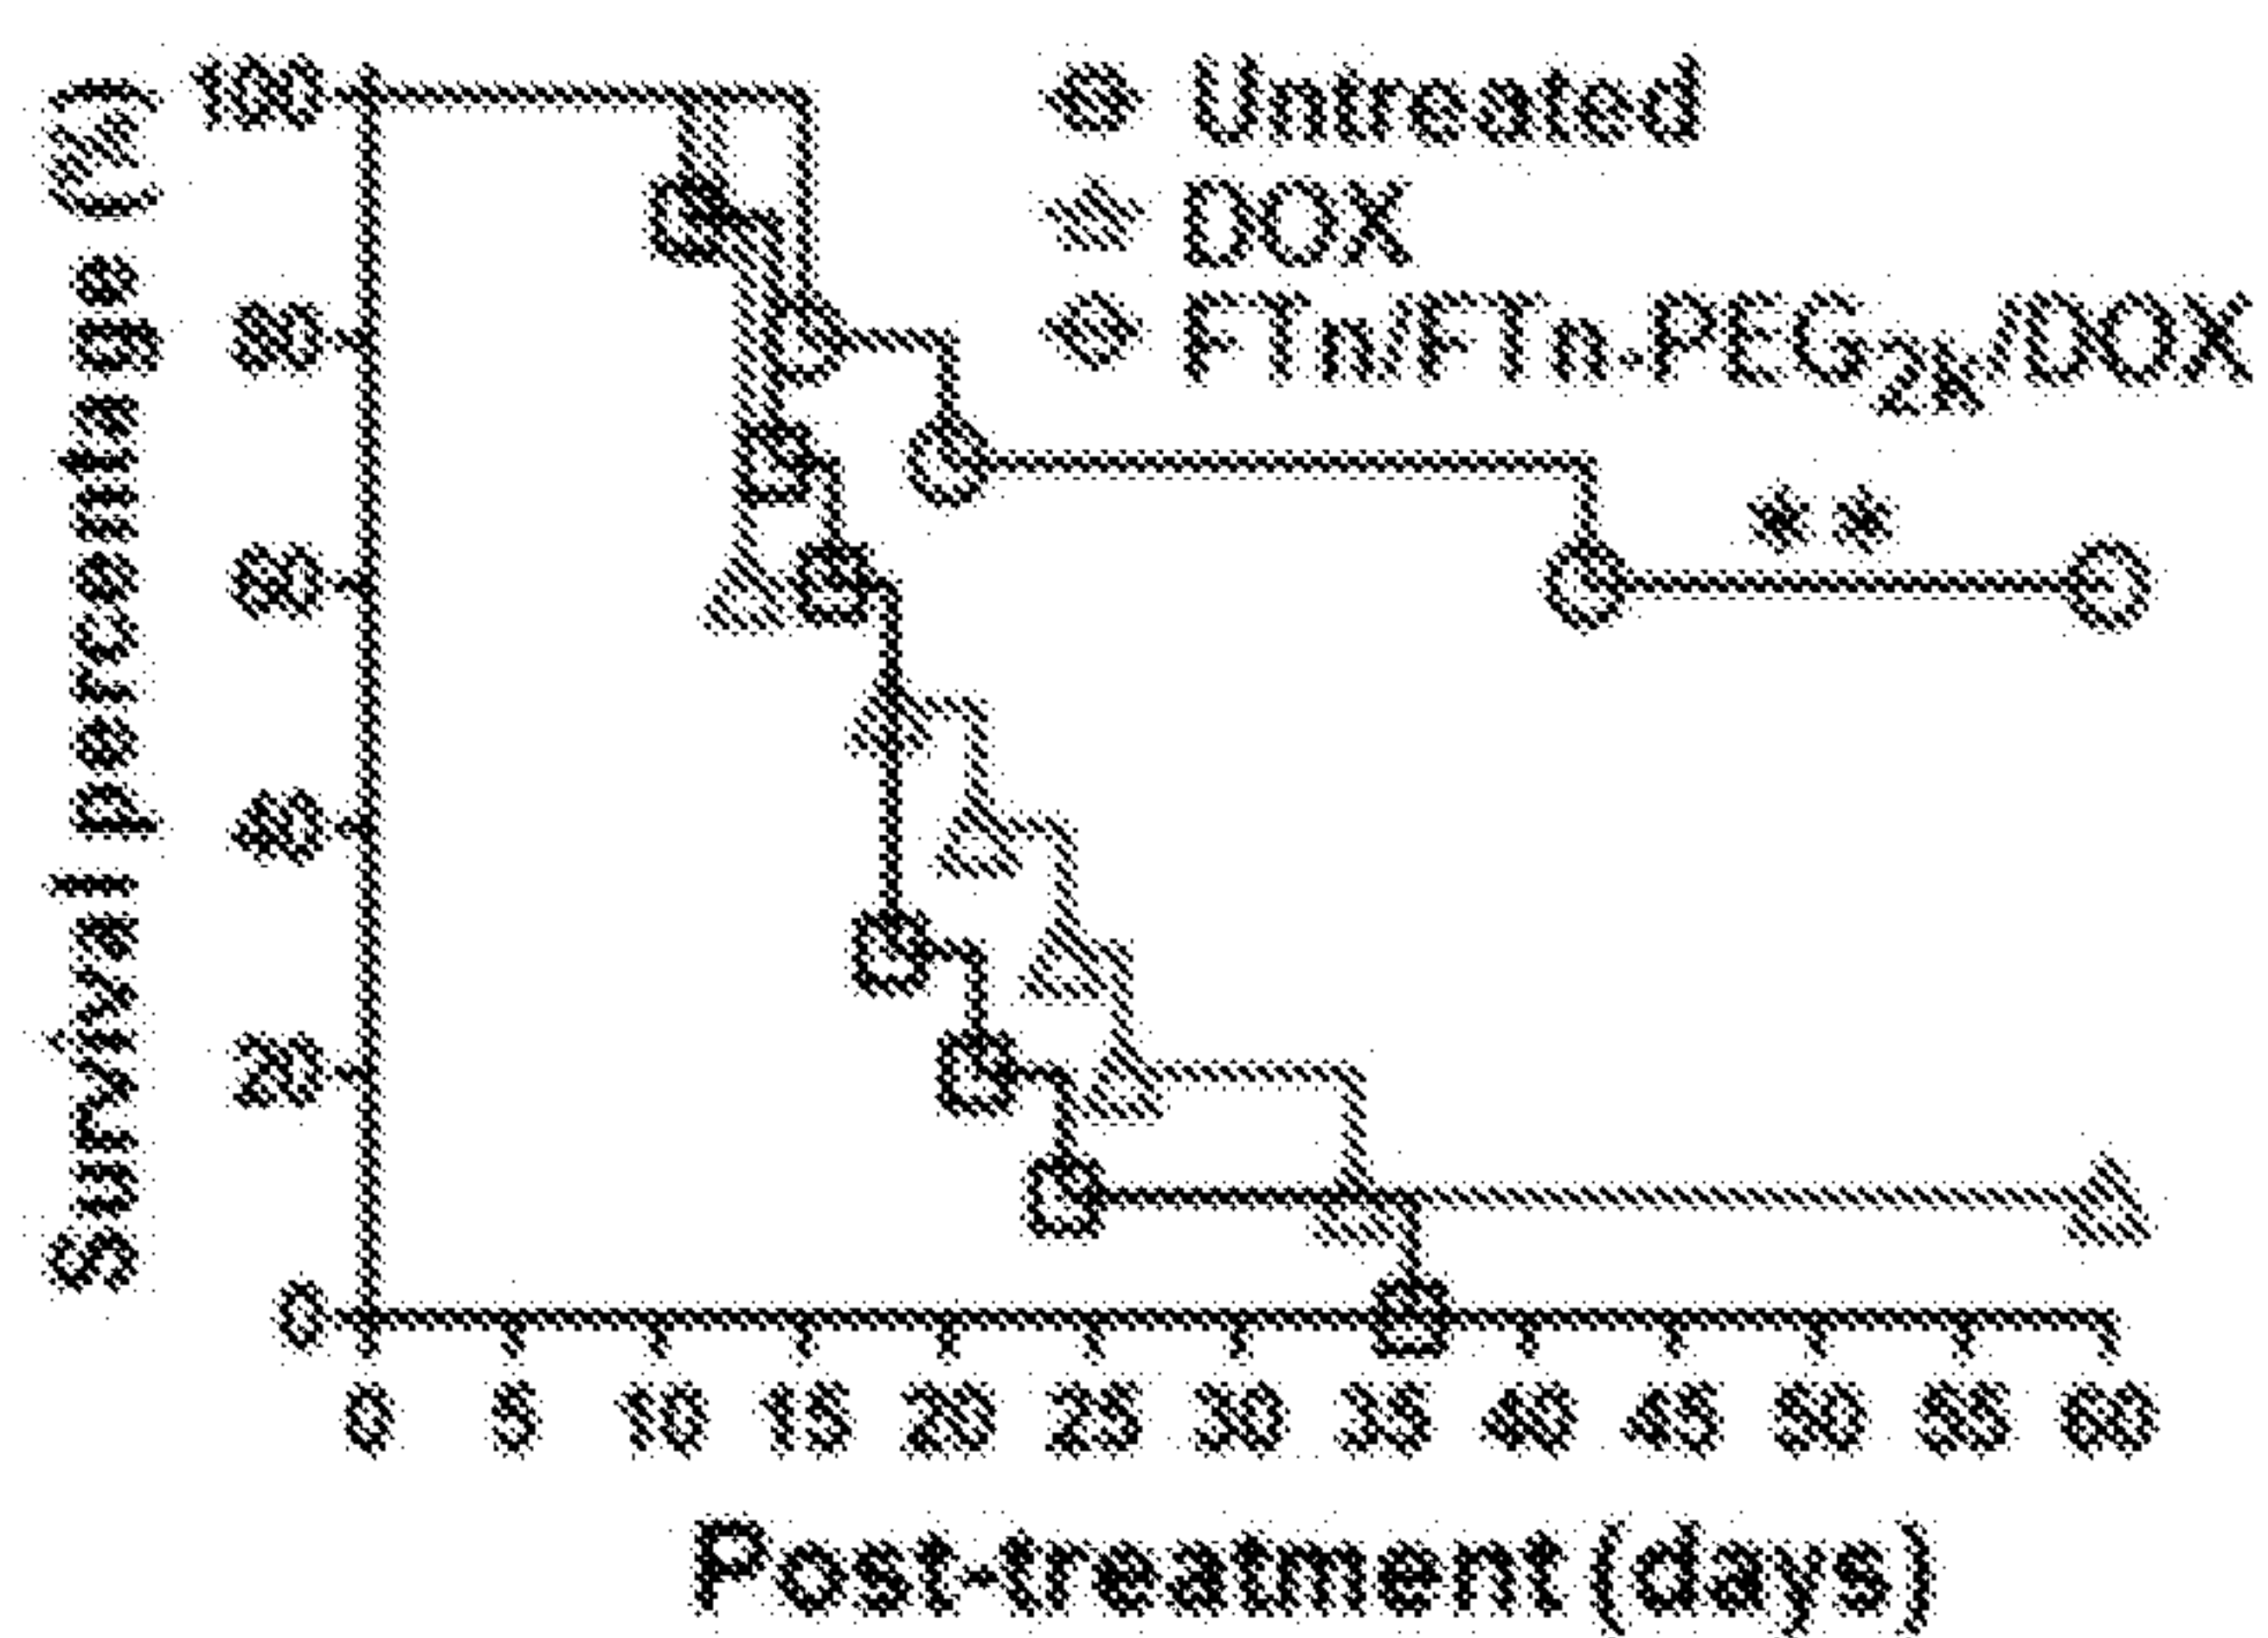 Survival percentage (%)
100
80
60
40
20
0
Untreated
DOX
FTn/FTn.PEG2k/DOX
**
0 5 10 15 20 25 30 35 40 45 50 55 60
Post-treatment (days)